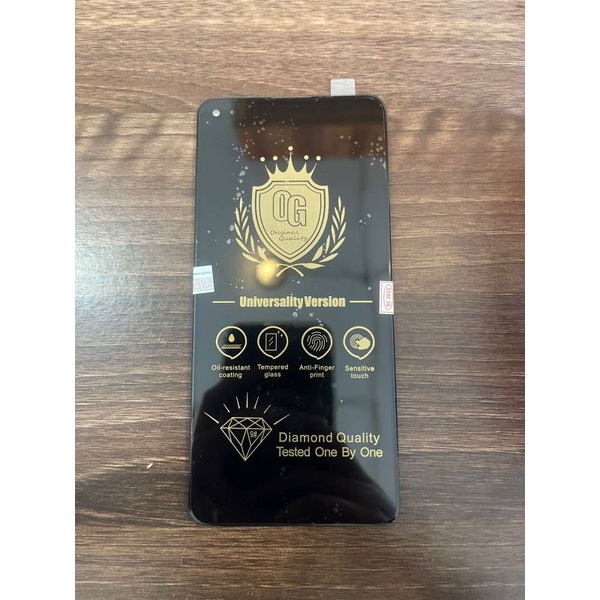 OG
Original
Quality
Universality Version
Oil-resistant
coating
Tempered
glass
Anti-Finger
print
Sensitive
touch
Diamond Quality
Tested One By One